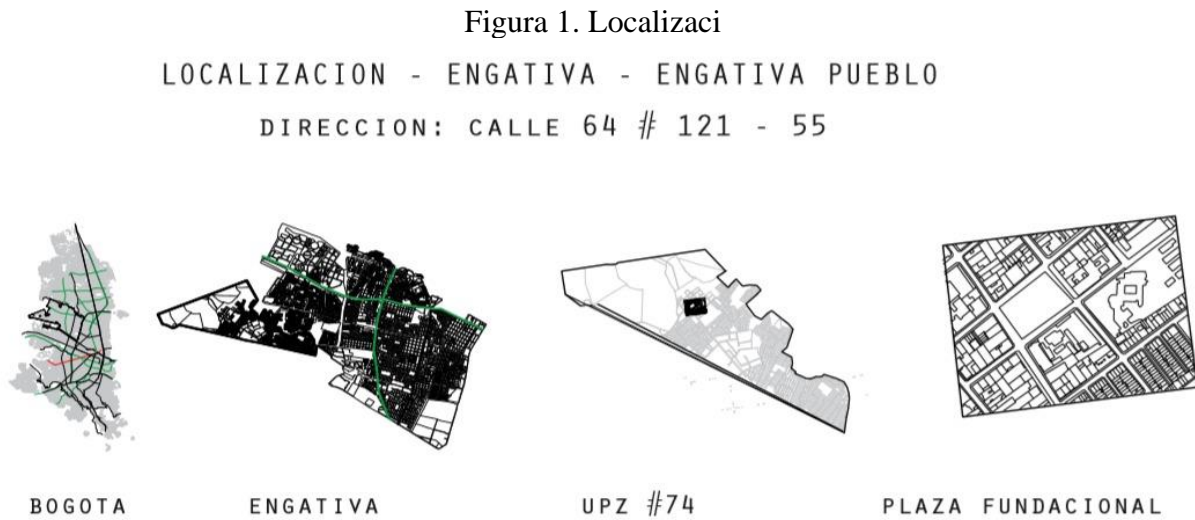 Figura 1. Localizaci
LOCALIZACION - ENGATIVA - ENGATIVA PUEBLO
DIRECCION: CALLE 64 # 121 - 55
BOGOTA ENGATIVA UPZ #74 PLAZA FUNDACIONAL